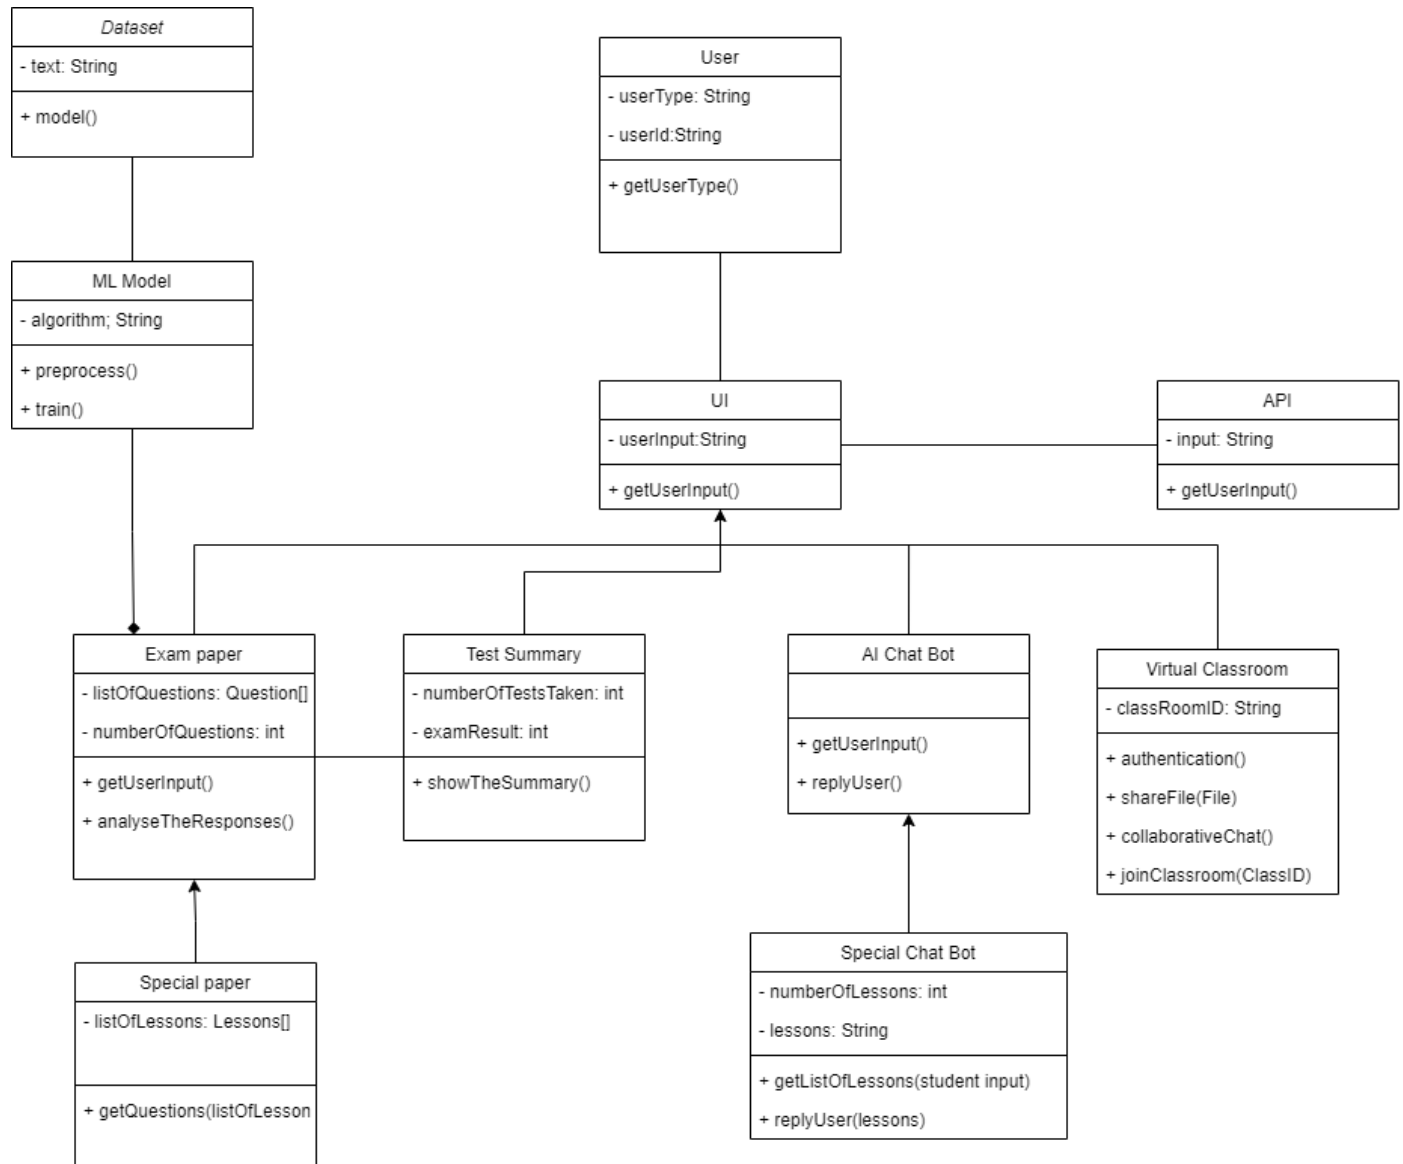 Dataset
- text: String
+ model()
User
- userType: String
- userId:String
+ getUserType()
ML Model
- algorithm; String
+ preprocess()
+ train()
UI
- userInput:String
+ getUserInput()
API
- input: String
+ getUserInput()
Exam paper
- listOfQuestions: Question[]
- numberOfQuestions: int
+ getUserInput()
+ analyseTheResponses()
Test Summary
- numberOfTestsTaken: int
- examResult: int
+ showTheSummary()
AI Chat Bot
+ getUserInput()
+ replyUser()
Virtual Classroom
- classRoomID: String
+ authentication()
+ shareFile(File)
+ collaborativeChat()
+ joinClassroom(ClassID)
Special paper
- listOfLessons: Lessons[]
+ getQuestions(listOfLesson
Special Chat Bot
- numberOfLessons: int
- lessons: String
+ getListOfLessons(student input)
+ replyUser(lessons)